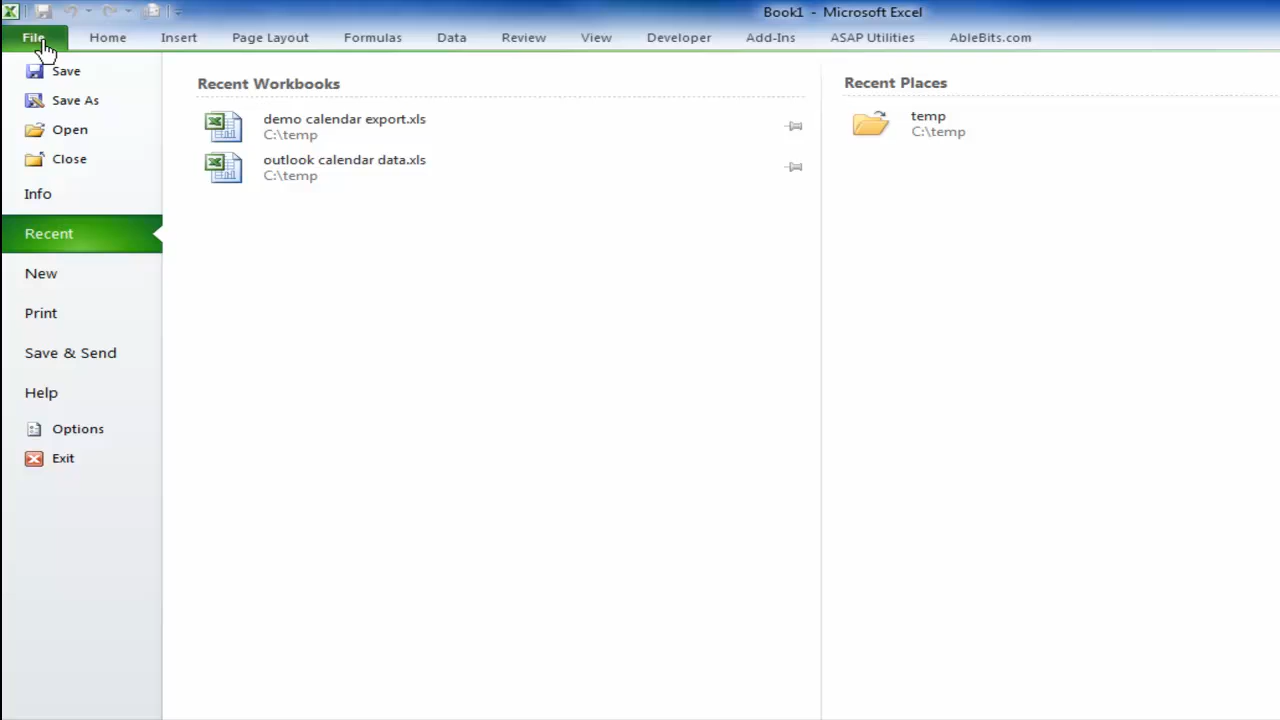 Book1 - Microsoft Excel
File Home Insert Page Layout Formulas Data Review View Developer Add-Ins ASAP Utilities AbleBits.com
Save
Save As
Open
Close
Info
Recent
New
Print
Save & Send
Help
Options
Exit
Recent Workbooks
demo calendar export.xls
C:\temp
outlook calendar data.xls
C:\temp
Recent Places
temp
C:\temp